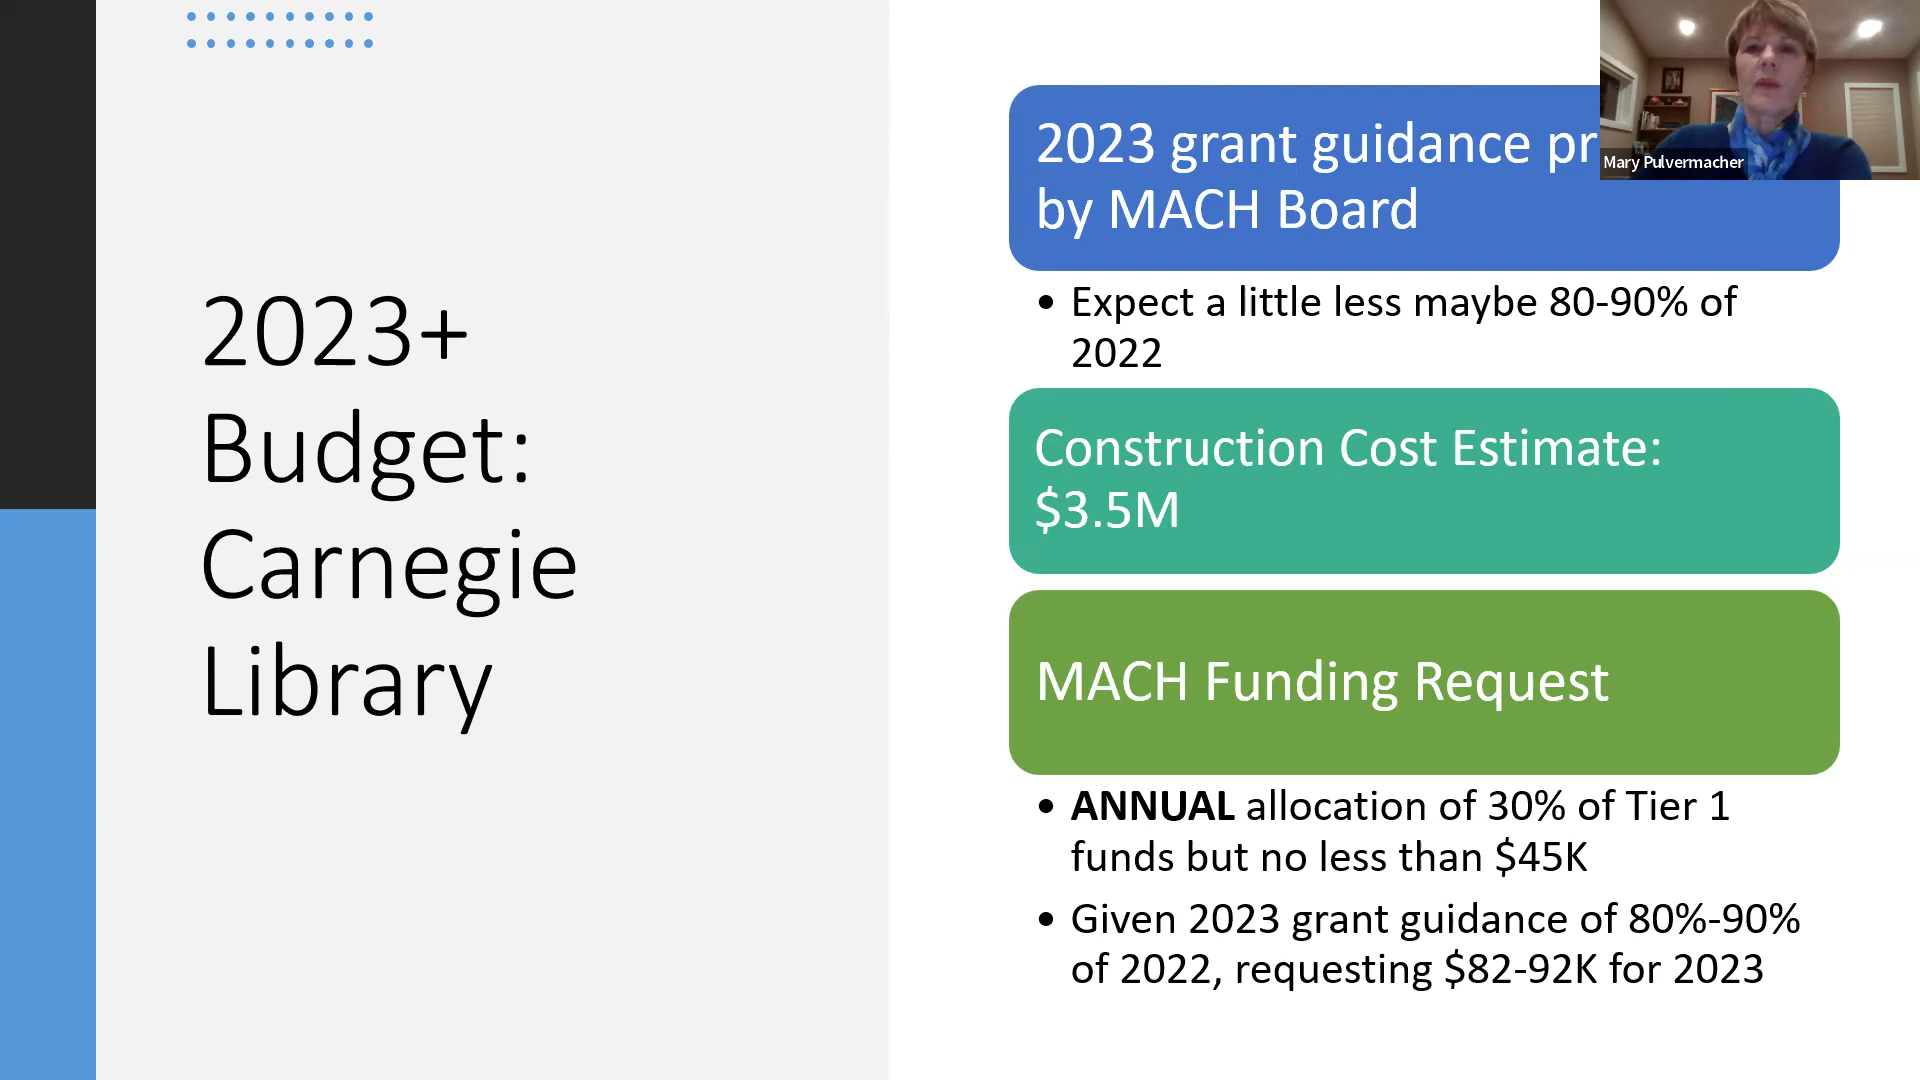 2023+
Budget:
Carnegie
Library
2023 grant guidance pr
by MACH Board
• Expect a little less maybe 80-90% of
2022
Construction Cost Estimate:
$3.5M
MACH Funding Request
• ANNUAL allocation of 30% of Tier 1
funds but no less than $45K
• Given 2023 grant guidance of 80%-90%
of 2022, requesting $82-92K for 2023
Mary Pulvermacher